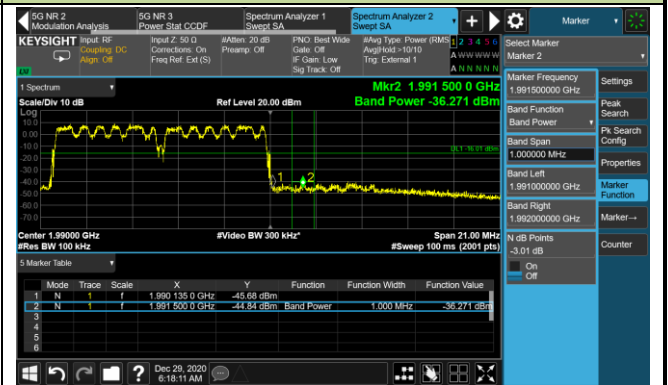 5G NR 2
Modulation Analysis
5G NR 3
Power Stat CCDF
Spectrum Analyzer 1
Swept SA
Spectrum Analyzer 2
Swept SA
Marker
KEYSIGHT
Input: RF
Coupling: DC
Align: Off
Input Z: 50 Ω
Corrections: On
Freq Ref: Ext (S)
#Atten: 20 dB
Preamp: Off
PNO: Best Wide
Gate: Off
IF Gain: Low
Sig Track: Off
#Avg Type: Power (RMS
Avg|Hold:>10/10
Trig: External 1
1 2 3 4 5 6
A W W W W W
A N N N N N
Select Marker
Marker 2
1 Spectrum
Scale/Div 10 dB
Ref Level 20.00 dBm
Mkr2 1.991 500 0 GHz
Band Power -36.271 dBm
Log
10.0
0.00
-10.0
-20.0
-30.0
-40.0
-50.0
-60.0
-70.0
DL1 -16.01 dBm
1
2
Center 1.99000 GHz
#Res BW 100 kHz
#Video BW 300 kHz*
Span 21.00 MHz
#Sweep 100 ms (2001 pts)
5 Marker Table
Mode Trace Scale X Y Function Function Width Function Value
1 N 1 f 1.990 135 0 GHz -45.68 dBm
2 N 1 f 1.991 500 0 GHz -44.84 dBm Band Power 1.000 MHz -36.271 dBm
3
4
5
6
Marker Frequency
1.991500000 GHz
Band Function
Band Power
Band Span
1.000000 MHz
Band Left
1.991000000 GHz
Band Right
1.992000000 GHz
N dB Points
-3.01 dB
On
Off
Settings
Peak
Search
Pk Search
Config
Properties
Marker
Function
Marker→
Counter
?
Dec 29, 2020
6:18:11 AM